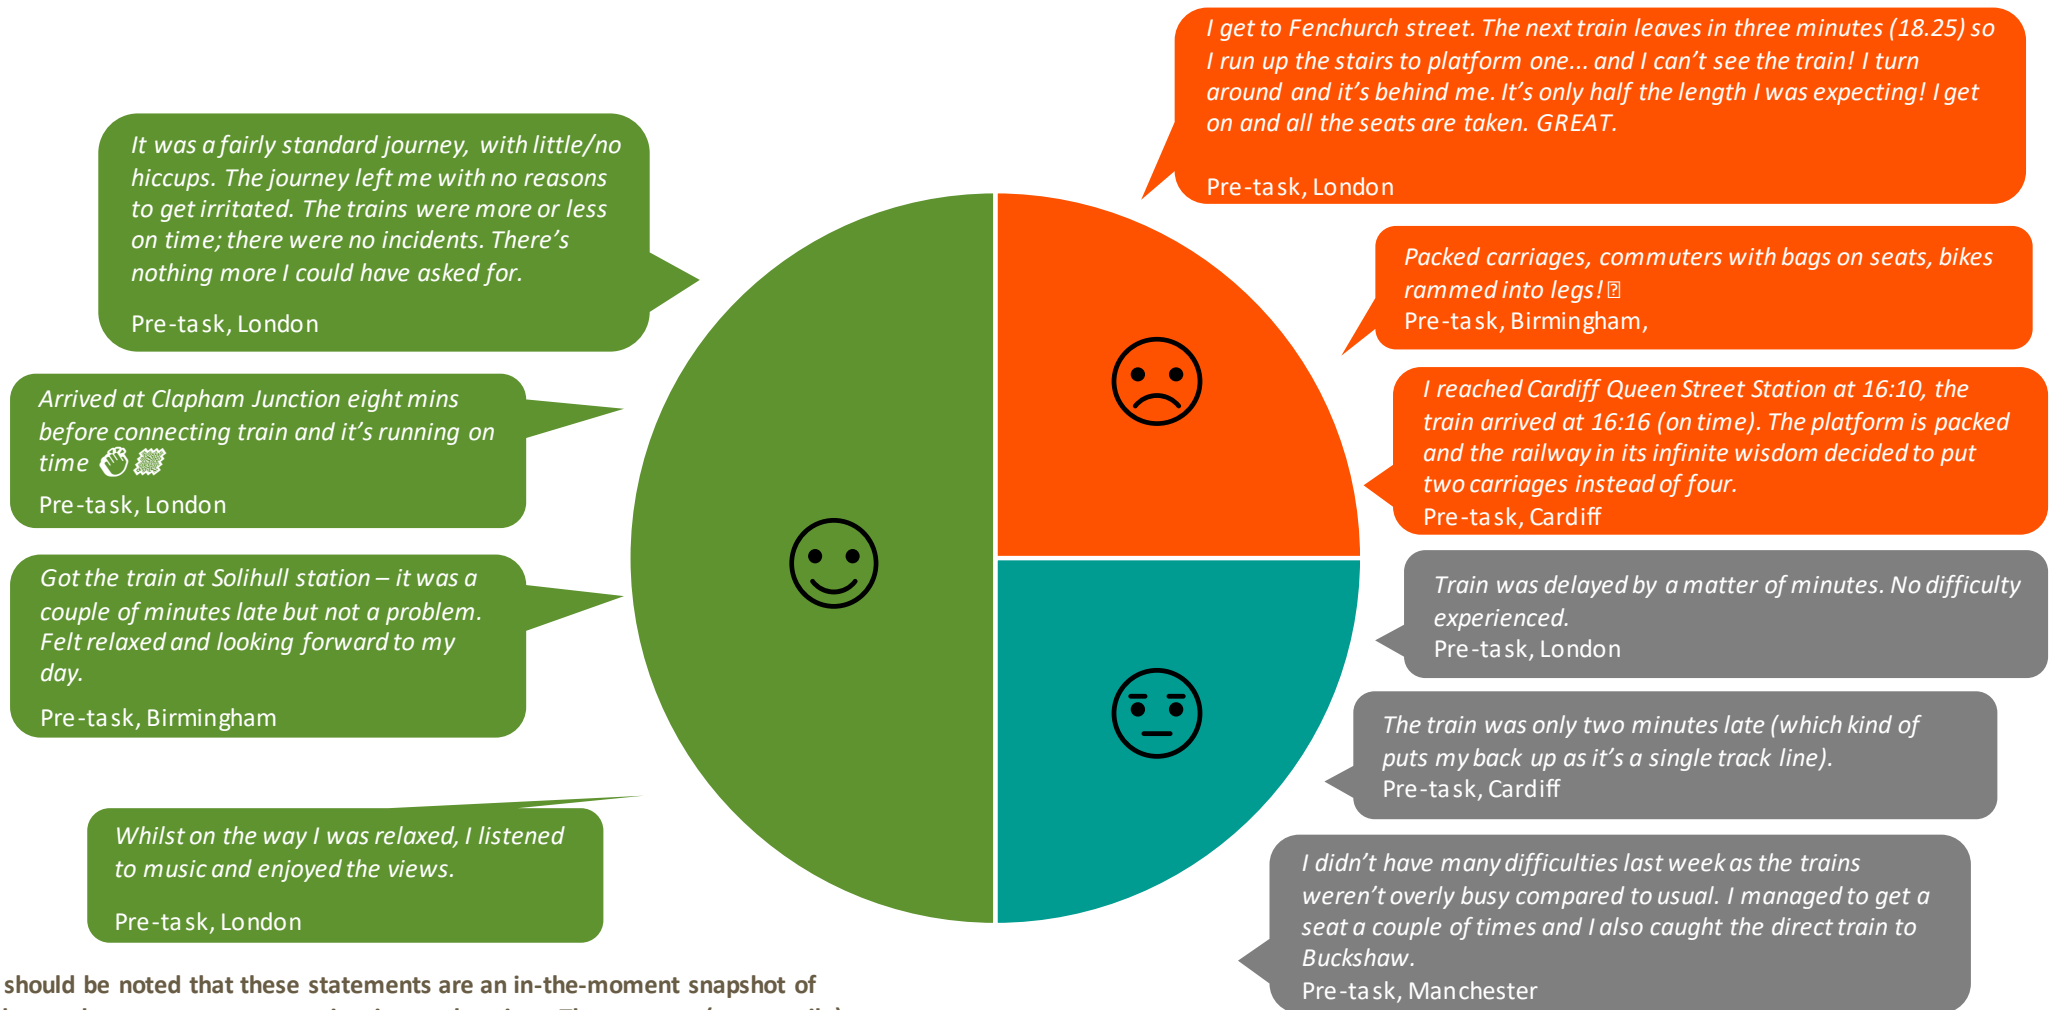 It was a fairly standard journey, with little/no
hiccups. The journey left me with no reasons
to get irritated. The trains were more or less
on time; there were no incidents. There's
nothing more I could have asked for.
Pre-task, London
Arrived at Clapham Junction eight mins
before connecting train and it's running on
time
Pre-task, London
Got the train at Solihull station – it was a
couple of minutes late but not a problem.
Felt relaxed and looking forward to my
day.
Pre-task, Birmingham
Whilst on the way I was relaxed, I listened
to music and enjoyed the views.
Pre-task, London
I get to Fenchurch street. The next train leaves in three minutes (18.25) so
I run up the stairs to platform one... and I can't see the train! I turn
around and it's behind me. It's only half the length I was expecting! I get
on and all the seats are taken. GREAT.
Pre-task, London
Packed carriages, commuters with bags on seats, bikes
rammed into legs!
Pre-task, Birmingham,
I reached Cardiff Queen Street Station at 16:10, the
train arrived at 16:16 (on time). The platform is packed
and the railway in its infinite wisdom decided to put
two carriages instead of four.
Pre-task, Cardiff
Train was delayed by a matter of minutes. No difficulty
experienced.
Pre-task, London
The train was only two minutes late (which kind of
puts my back up as it's a single track line).
Pre-task, Cardiff
I didn't have many difficulties last week as the trains
weren't overly busy compared to usual. I managed to get a
seat a couple of times and I also caught the direct train to
Buckshaw.
Pre-task, Manchester
should be noted that these statements are an in-the-moment snapshot of